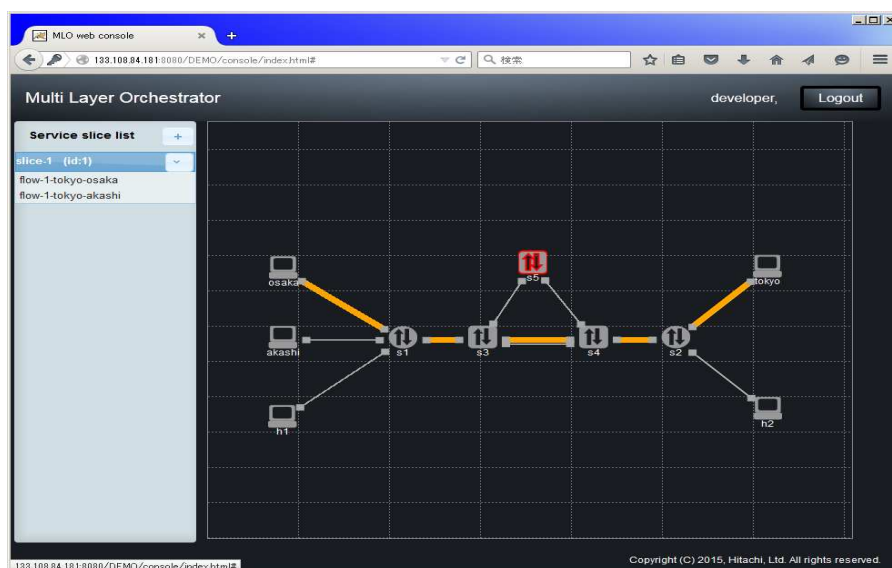 MLO web console
133.108.84.181:8080/DEMO/console/index.html#
検索
Multi Layer Orchestrator
developer,
Logout
Service slice list
+
slice-1 (id:1)
flow-1-tokyo-osaka
flow-1-tokyo-akashi
s5
osaka
tokyo
akashi
s1
s3
s4
s2
h1
h2
Copyright (C) 2015, Hitachi, Ltd. All rights reserved.
133.108.84.181:8080/DEMO/console/index.html#